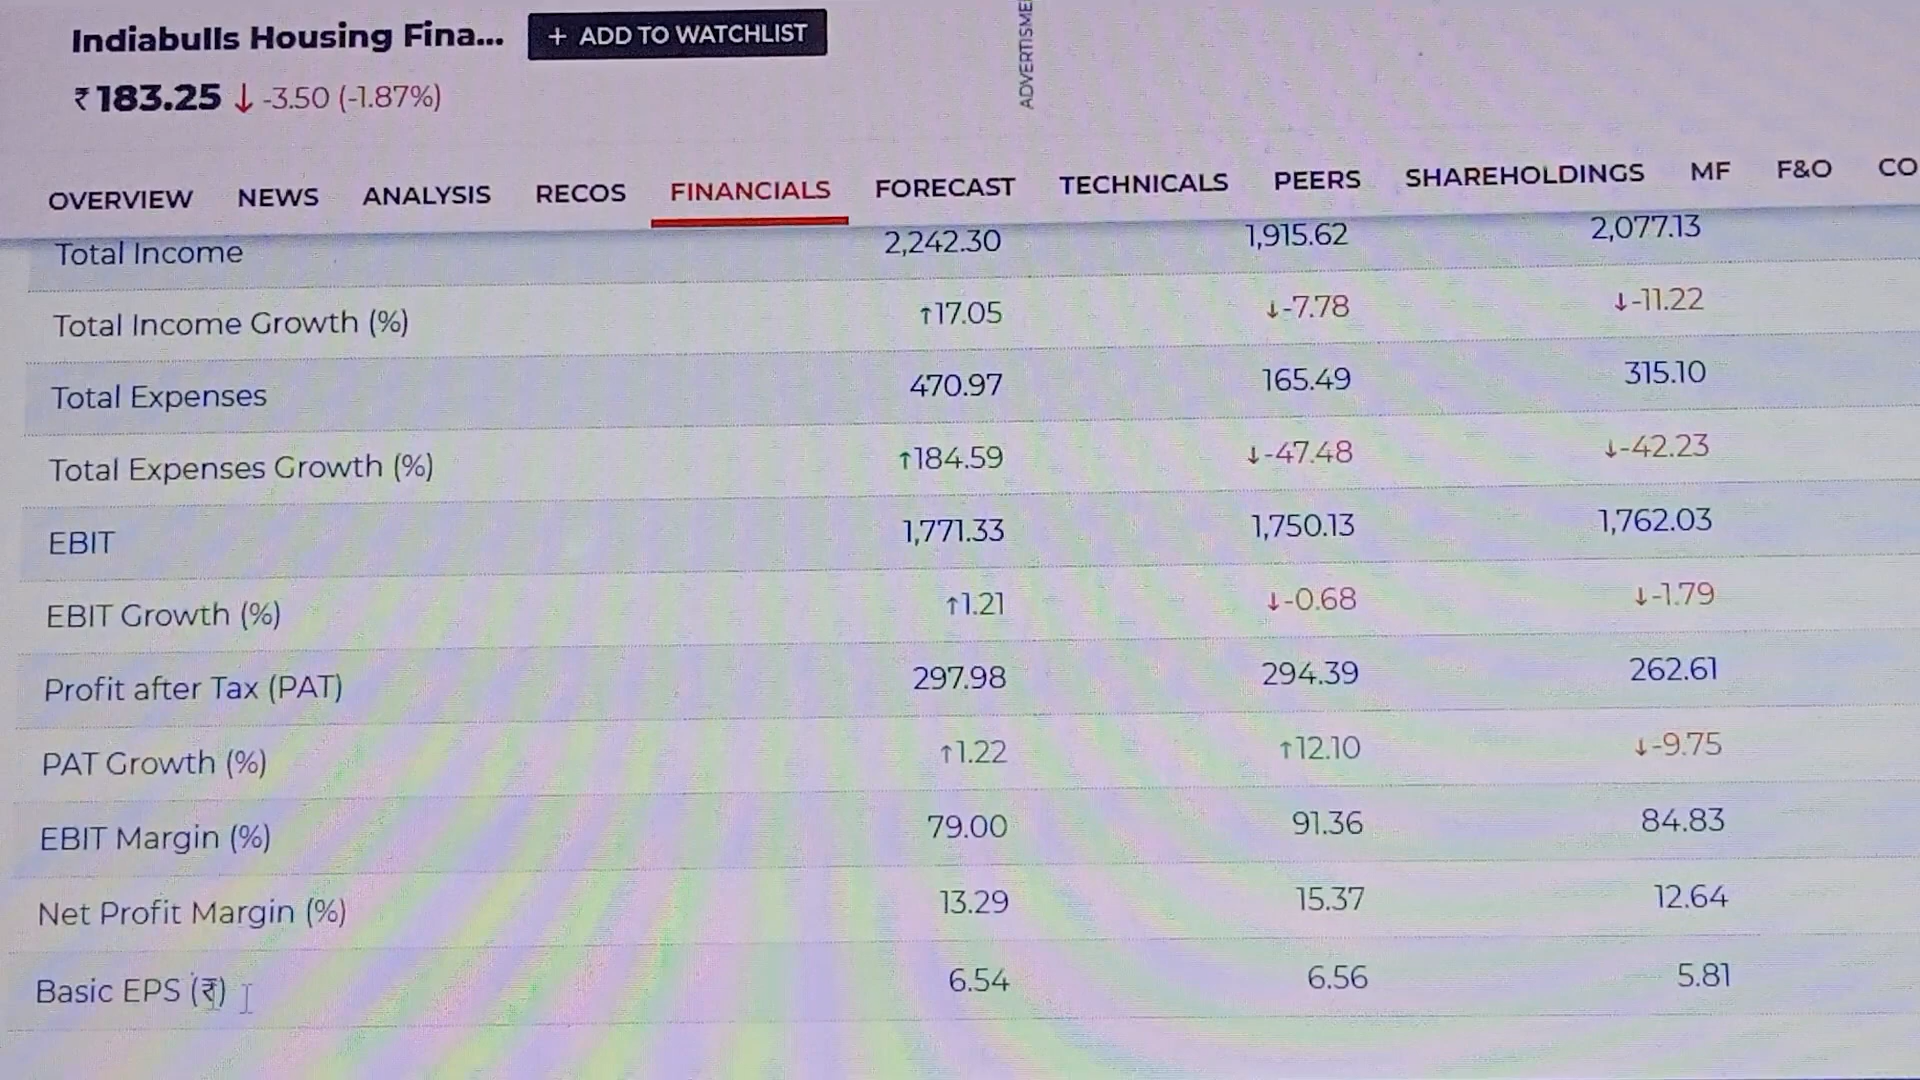 Indiabulls Housing Fina... + ADD TO WATCHLIST
₹183.25 ↓ -3.50 (-1.87%)
OVERVIEW NEWS ANALYSIS RECOS FINANCIALS FORECAST TECHNICALS PEERS SHAREHOLDINGS MF F&O CO
Total Income 2,242.30 1,915.62 2,077.13
Total Income Growth (%) ↑17.05 ↓-7.78 ↓-11.22
Total Expenses 470.97 165.49 315.10
Total Expenses Growth (%) ↑184.59 ↓-47.48 ↓-42.23
EBIT 1,771.33 1,750.13 1,762.03
EBIT Growth (%) ↑1.21 ↓-0.68 ↓-1.79
Profit after Tax (PAT) 297.98 294.39 262.61
PAT Growth (%) ↑1.22 ↑12.10 ↓-9.75
EBIT Margin (%) 79.00 91.36 84.83
Net Profit Margin (%) 13.29 15.37 12.64
Basic EPS (₹) 6.54 6.56 5.81
ADVERTISME